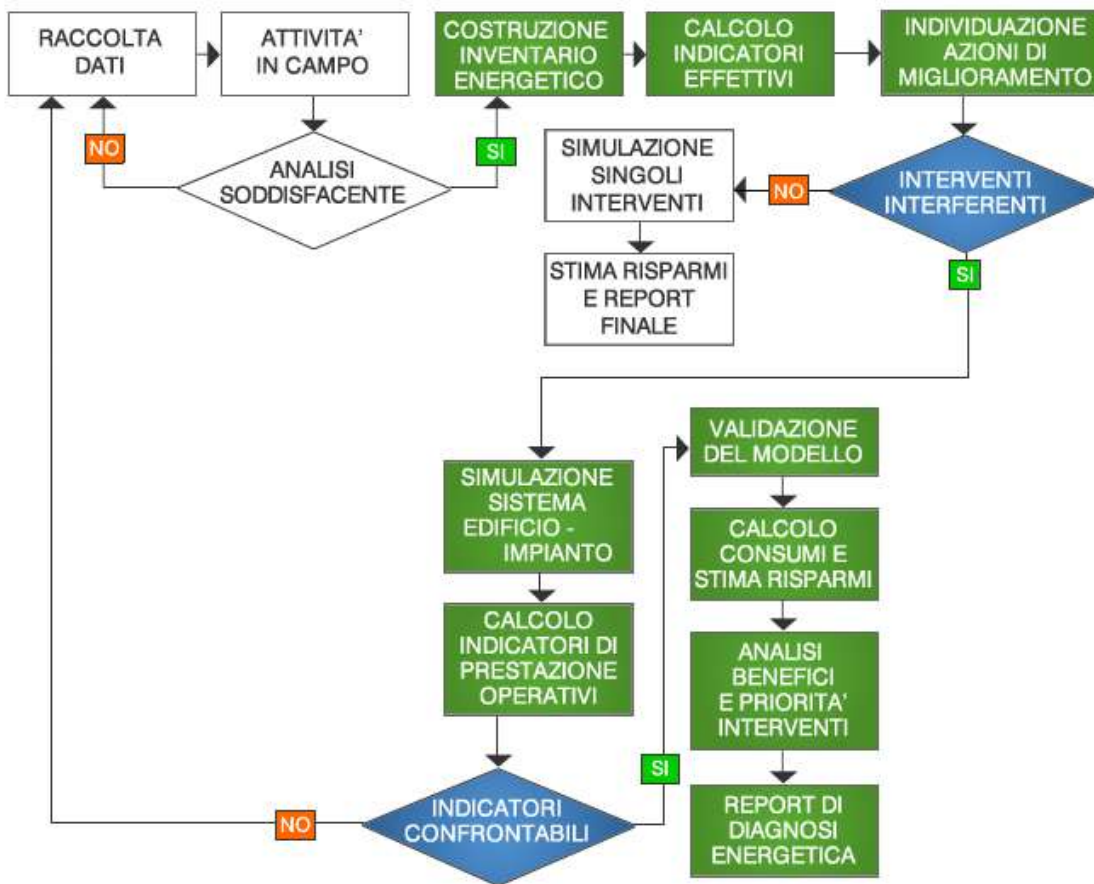 RACCOLTA
DATI
ATTIVITA'
IN CAMPO
COSTRUZIONE
INVENTARIO
ENERGETICO
CALCOLO
INDICATORI
EFFETTIVI
INDIVIDUAZIONE
AZIONI DI
MIGLIORAMENTO
NO
ANALISI
SODDISFACENTE
SI
SIMULAZIONE
SINGOLI
INTERVENTI
NO
INTERVENTI
INTERFERENTI
SI
STIMA RISPARMI
E REPORT
FINALE
SIMULAZIONE
SISTEMA
EDIFICIO -
IMPIANTO
CALCOLO
INDICATORI DI
PRESTAZIONE
OPERATIVI
NO
INDICATORI
CONFRONTABILI
SI
VALIDAZIONE
DEL MODELLO
CALCOLO
CONSUMI E
STIMA RISPARMI
ANALISI
BENEFICI
E PRIORITA'
INTERVENTI
REPORT DI
DIAGNOSI
ENERGETICA